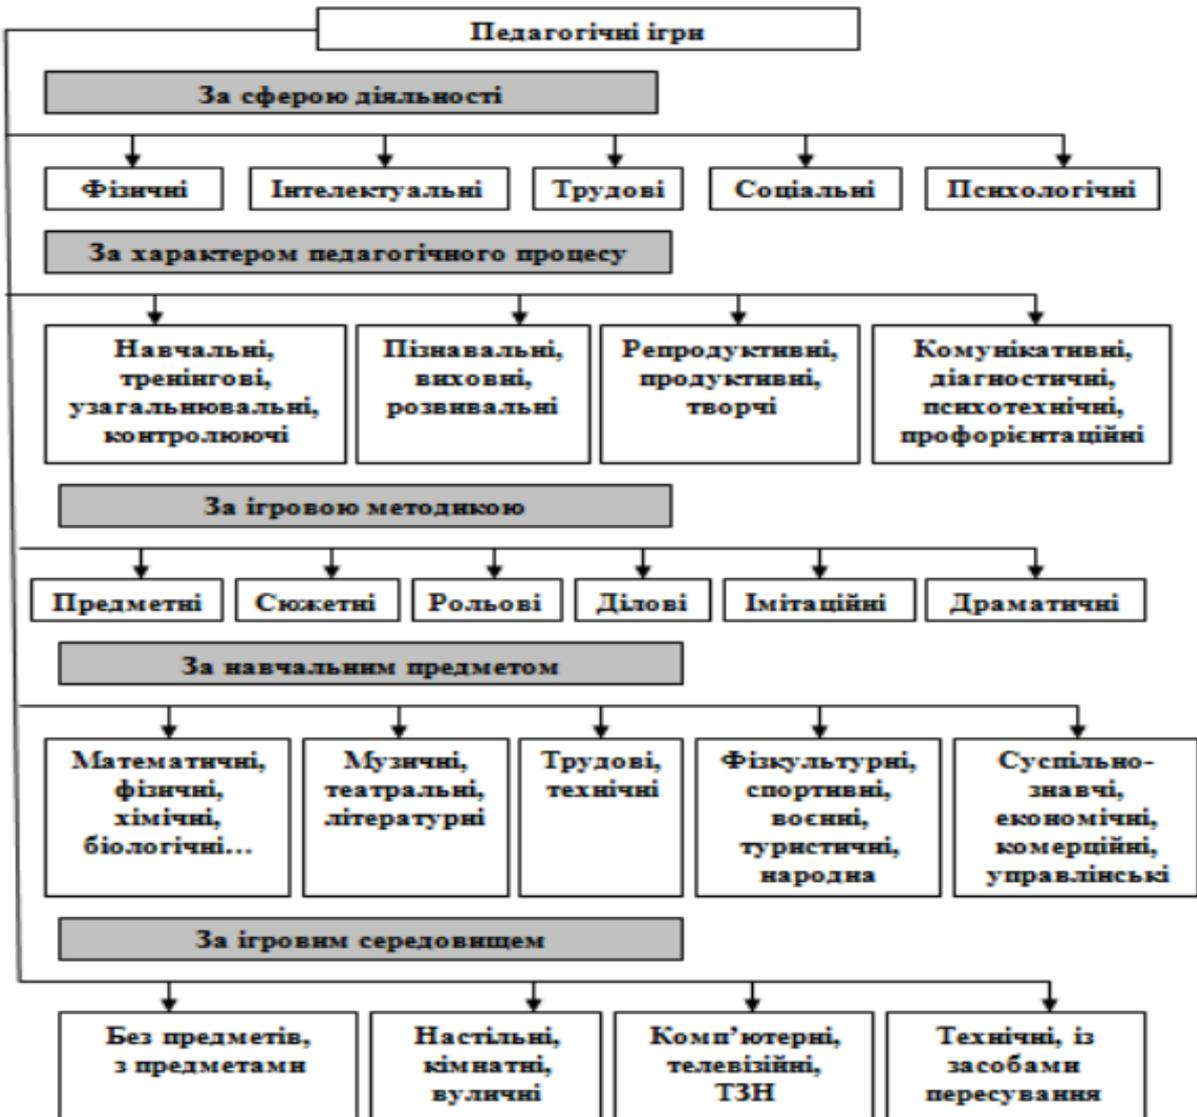 Педагогічні ігри
За сферою діяльності
Фізичні
Інтелектуальні
Трудові
Соціальні
Психологічні
За характером педагогічного процесу
Навчальні,
тренінгові,
узагальнювальні,
контролюючі
Пізнавальні,
виховні,
розвивальні
Репродуктивні,
продуктивні,
творчі
Комунікативні,
діагностичні,
психотехнічні,
профорієнтаційні
За ігровою методикою
Предметні
Сюжетні
Рольові
Ділові
Імітаційні
Драматичні
За навчальним предметом
Математичні,
фізичні,
хімічні,
біологічні...
Музичні,
театральні,
літературні
Трудові,
технічні
Фізкультурні,
спортивні,
воєнні,
туристичні,
народна
Суспільно-
знавчі,
економічні,
комерційні,
управлінські
За ігровим середовищем
Без предметів,
з предметами
Настільні,
кімнатні,
вуличні
Комп’ютерні,
телевізійні,
ТЗН
Технічні, із
засобами
пересування